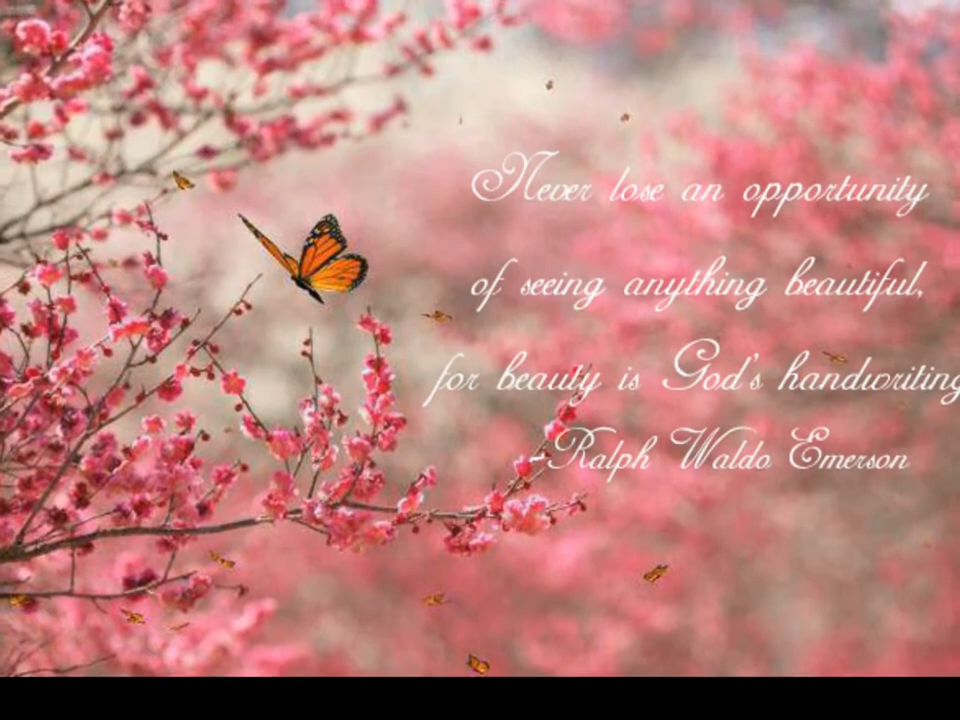 Never lose an opportunity
of seeing anything beautiful,
for beauty is God's handwriting
-Ralph Waldo Emerson